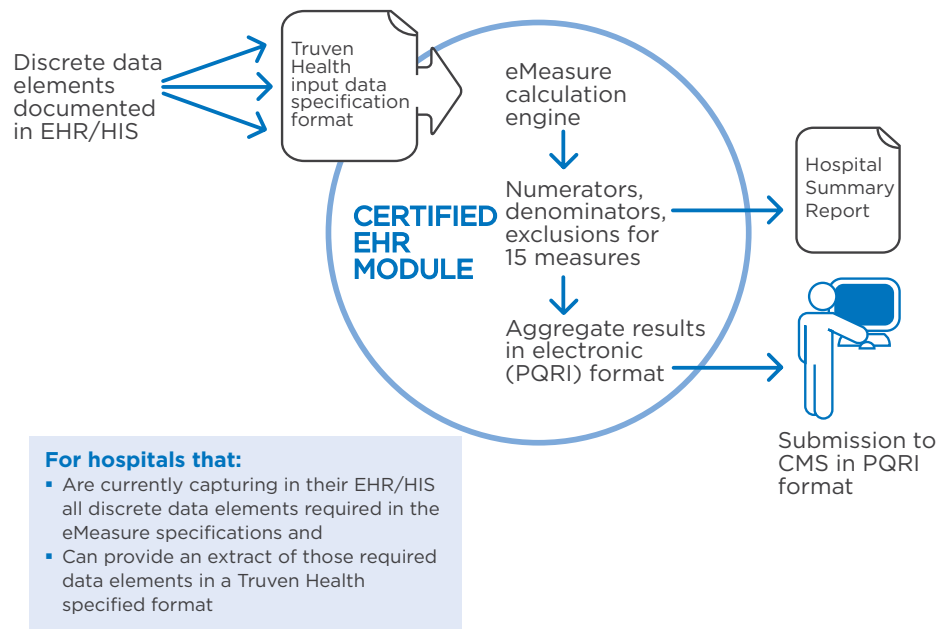 Discrete data
elements
documented
in EHR/HIS
Truven
Health
input data
specification
format
eMeasure
calculation
engine
CERTIFIED
EHR
MODULE
Numerators,
denominators,
exclusions for
15 measures
Hospital
Summary
Report
Aggregate results
in electronic
(PQRI) format
Submission to
CMS in PQRI
format
For hospitals that:
▪ Are currently capturing in their EHR/HIS
all discrete data elements required in the
eMeasure specifications and
▪ Can provide an extract of those required
data elements in a Truven Health
specified format